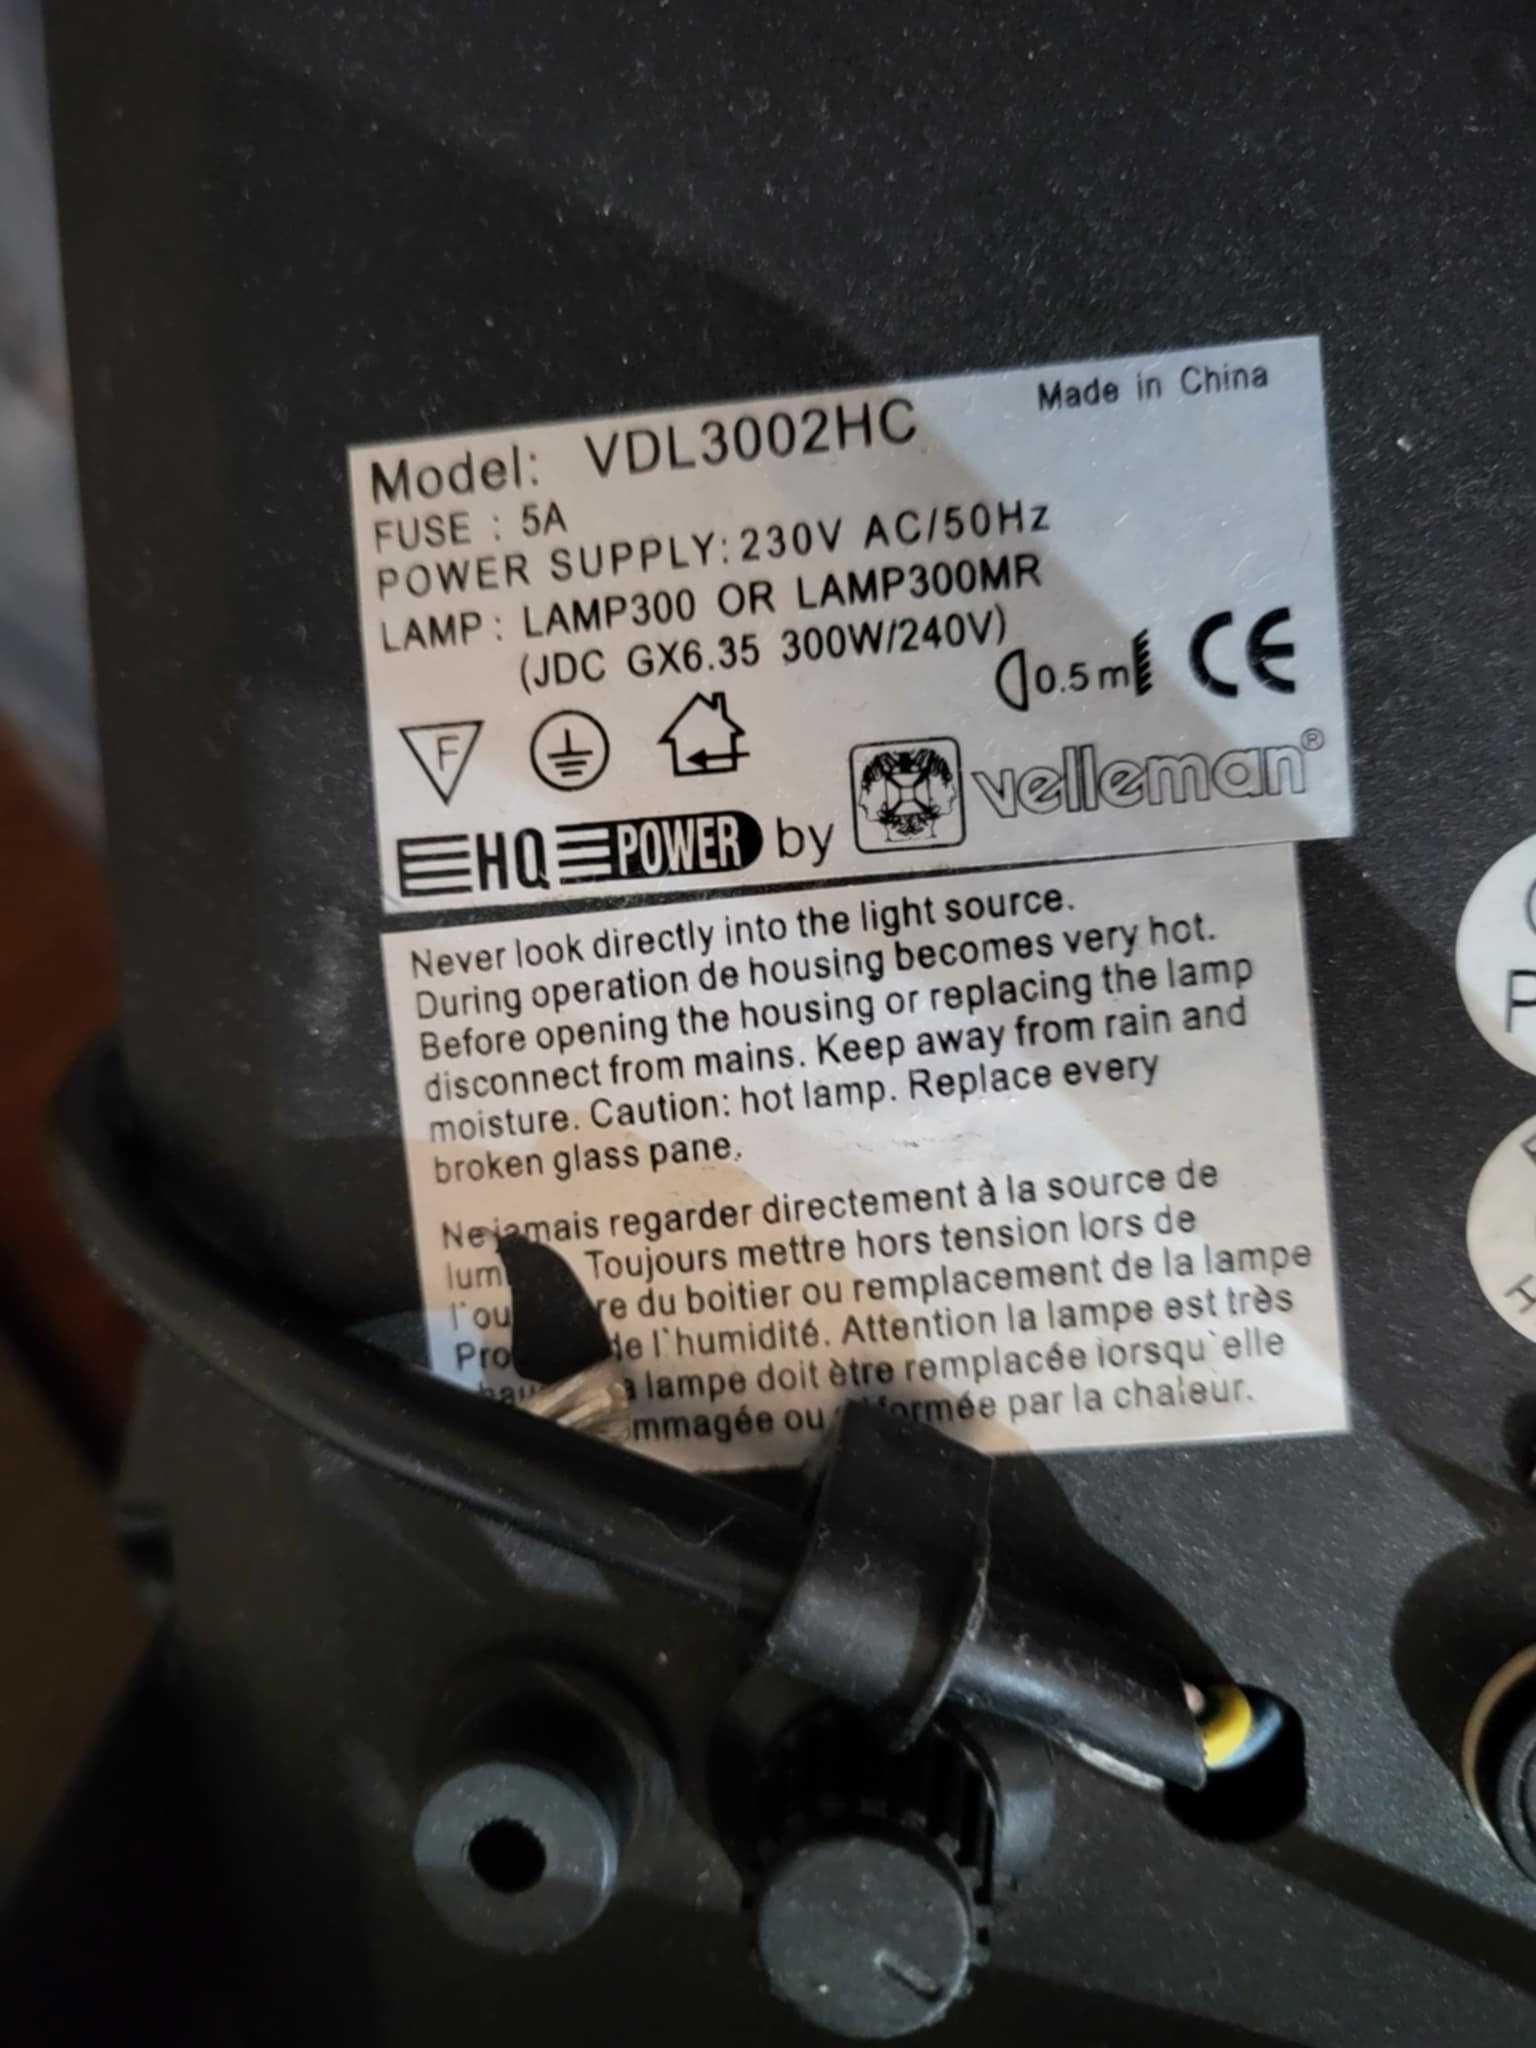 Made in China
Model: VDL3002HC
FUSE : 5A
POWER SUPPLY: 230V AC/50Hz
LAMP: LAMP300 OR LAMP300MR
(JDC GX6.35 300W/240V)
0.5m CE
F
HQ POWER by velleman®
Never look directly into the light source.
During operation de housing becomes very hot.
Before opening the housing or replacing the lamp
disconnect from mains. Keep away from rain and
moisture. Caution: hot lamp. Replace every
broken glass pane.
Ne jamais regarder directement à la source de
Toujours mettre hors tension lors de
du boitier ou remplacement de la lampe
l`humidité. Attention la lampe est très
lampe doit ètre remplacée iorsqu`elle
ou par la chaleur.